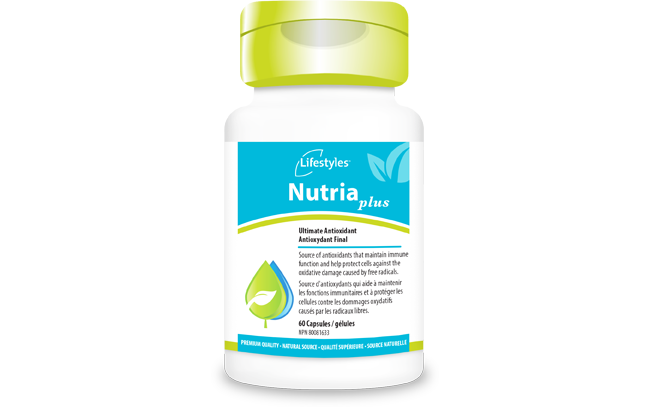 Lifestyles™
Nutria
plus
Ultimate Antioxidant
Antioxydant Final
Source of antioxidants that maintain immune
function and help protect cells against the
oxidative damage caused by free radicals.
Source d'antioxydants qui aide à maintenir
les fonctions immunitaires et à protéger les
cellules contre les dommages oxydatifs
causés par les radicaux libres.
60 Capsules / gélules
NPN 80061633
PREMIUM QUALITY • NATURAL SOURCE • QUALITÉ SUPÉRIEURE • SOURCE NATURELLE